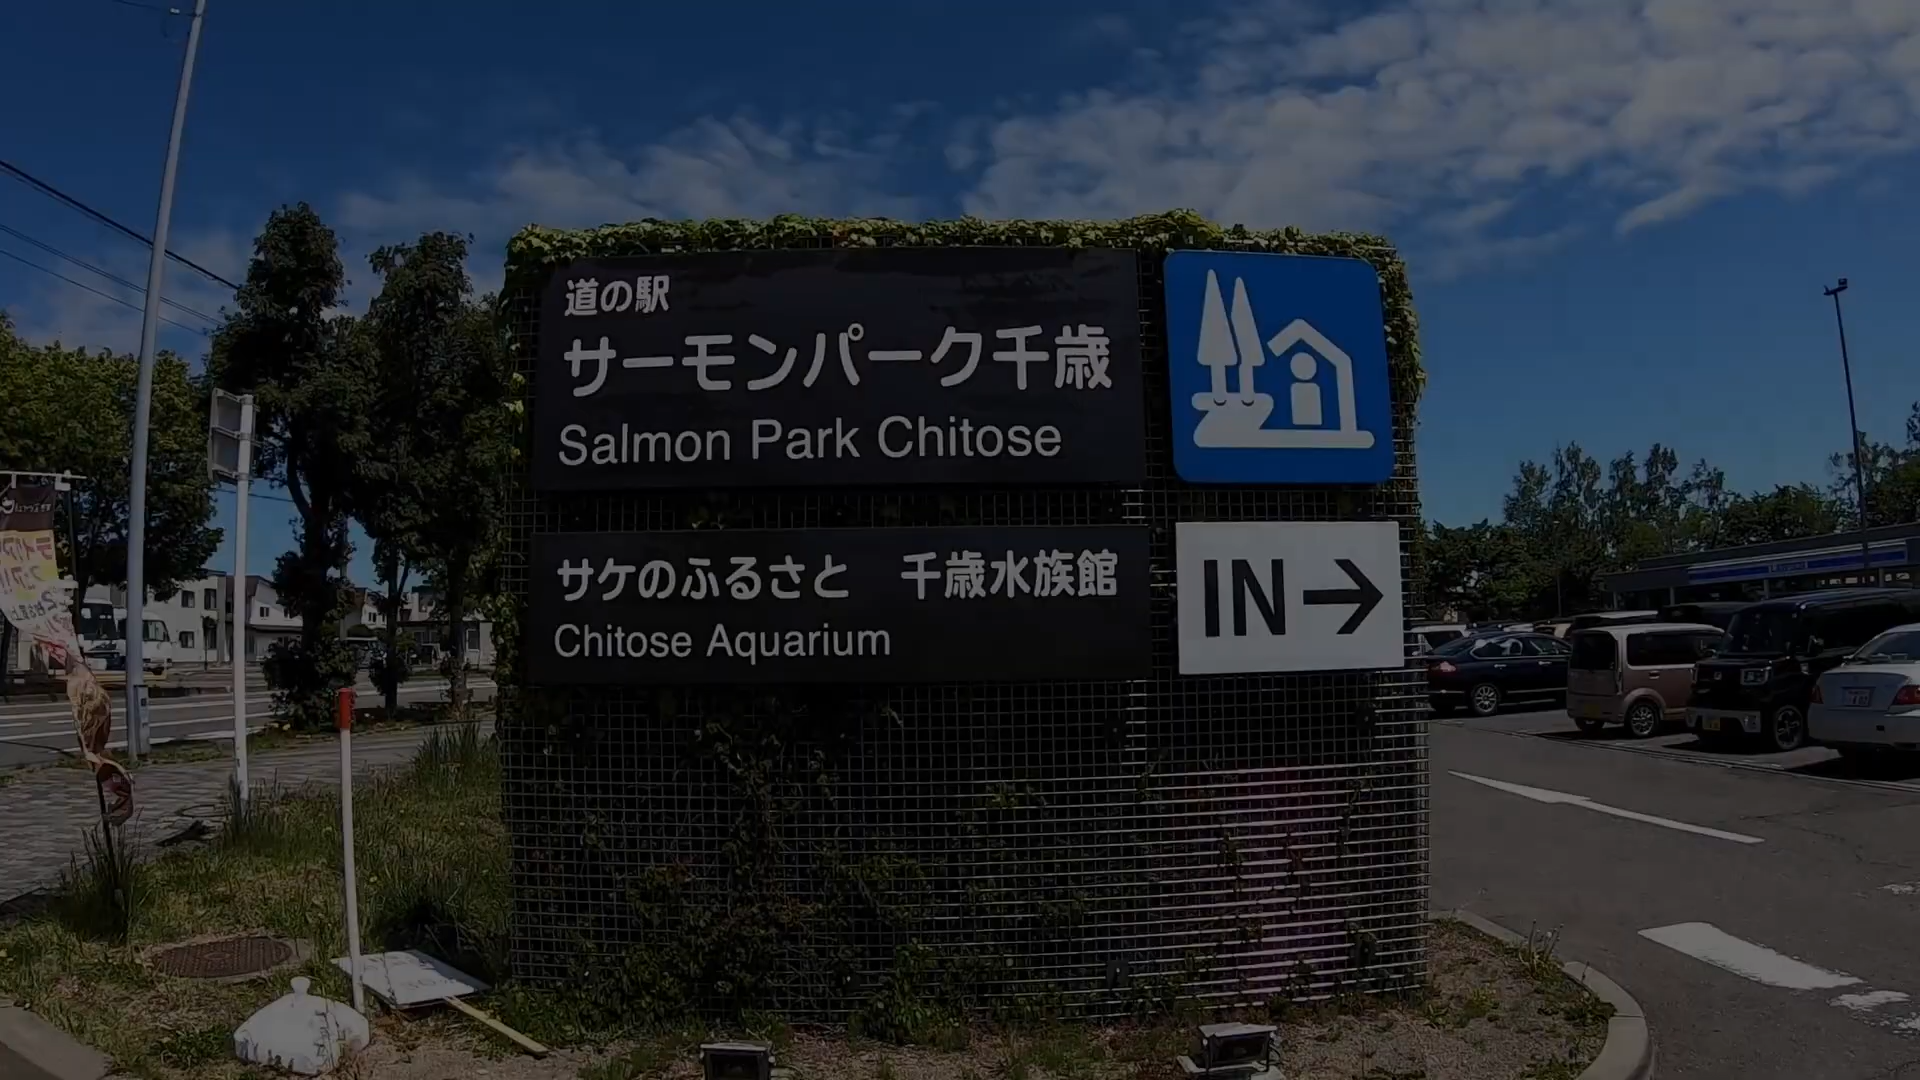 道の駅
サーモンパーク千歳
Salmon Park Chitose
サケのふるさと 千歳水族館
Chitose Aquarium
IN→